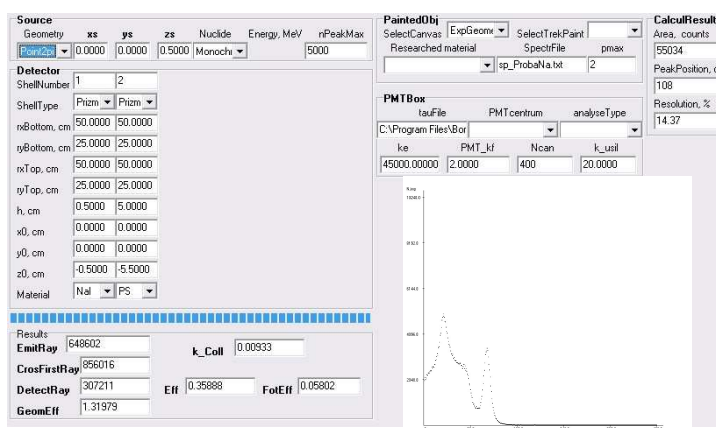 Source
Geometry xs ys zs Nuclide Energy, MeV nPeakMax
Point2pi 0.0000 0.0000 0.5000 Monochr 5000
Detector
ShellNumber 1 2
ShellType Prizm Prizm
rxBottom, cm 50.0000 50.0000
ryBottom, cm 25.0000 25.0000
rxTop, cm 50.0000 50.0000
ryTop, cm 25.0000 25.0000
h, cm 0.5000 5.0000
x0, cm 0.0000 0.0000
y0, cm 0.0000 0.0000
z0, cm -0.5000 -5.5000
Material NaI PS
Results
EmitRay 648602 k_Coll 0.00933
CrosFirstRay 856016
DetectRay 307211 Eff 0.35888 FotEff 0.05802
GeomEff 1.31979
PaintedObj
SelectCanvas ExpGeome SelectTrekPaint
Researched material SpectrFile pmax
sp_ProbaNa.txt 2
PMTBox
tauFile PMTcentrum analyseType
C:\Program Files\Bor
ke PMT_kf Ncan k_usil
45000.00000 2.0000 400 20.0000
CalculResult
Area, counts
55034
PeakPosition, c
108
Resolution, %
14.37